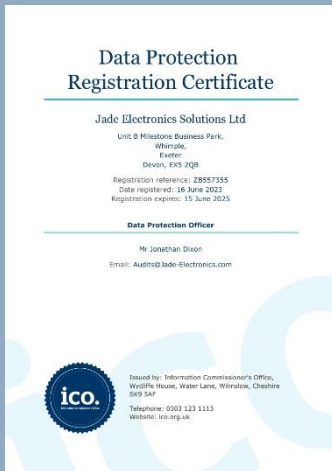 Data Protection
Registration Certificate
Jade Electronics Solutions Ltd
Unit B Milestone Business Park,
Whimple,
Exeter
Devon, EX5 2QB
Registration reference: ZB557355
Date registered: 16 June 2023
Registration expires: 15 June 2025
Data Protection Officer
Mr Jonathan Dixon
Email: Audits@Jade-Electronics.com
ico.
Issued by: Information Commissioner's Office,
Wycliffe House, Water Lane, Wilmslow, Cheshire
SK9 5AF
Telephone: 0303 123 1113
Website: ico.org.uk
ico